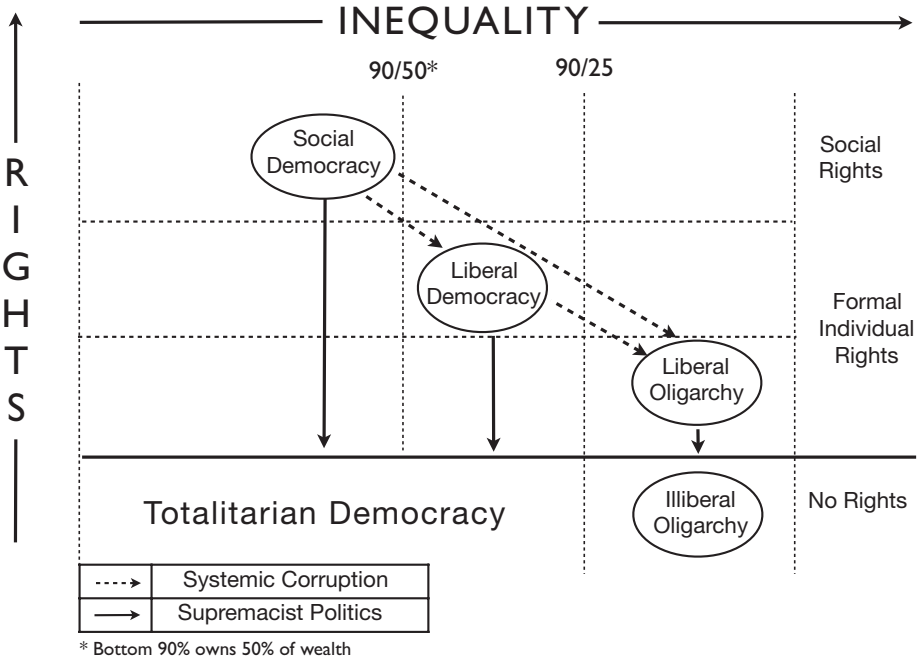 INEQUALITY
90/50*
90/25
RIGHTS
Social
Democracy
Social
Rights
Liberal
Democracy
Formal
Individual
Rights
Liberal
Oligarchy
Totalitarian Democracy
Illiberal
Oligarchy
No Rights
Systemic Corruption
Supremacist Politics
* Bottom 90% owns 50% of wealth